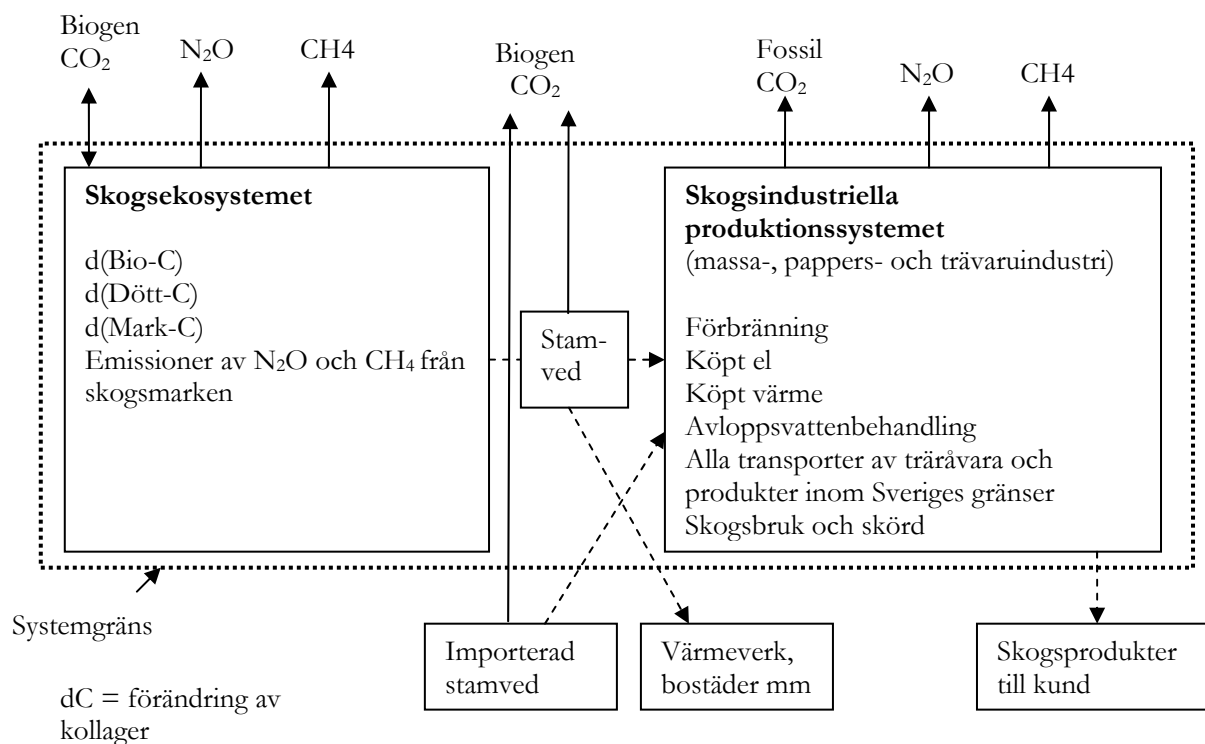 Biogen
CO₂
N₂O
CH4
Biogen
CO₂
Fossil
CO₂
N₂O
CH4
Skogsekosystemet
d(Bio-C)
d(Dött-C)
d(Mark-C)
Emissioner av N₂O och CH₄ från
skogsmarken
Stam-
ved
Skogsindustriella
produktionssystemet
(massa-, pappers- och trävaruindustri)
Förbränning
Köpt el
Köpt värme
Avloppsvattenbehandling
Alla transporter av träråvara och
produkter inom Sveriges gränser
Skogsbruk och skörd
Systemgräns
Importerad
stamved
Värmeverk,
bostäder mm
Skogsprodukter
till kund
dC = förändring av
kollager